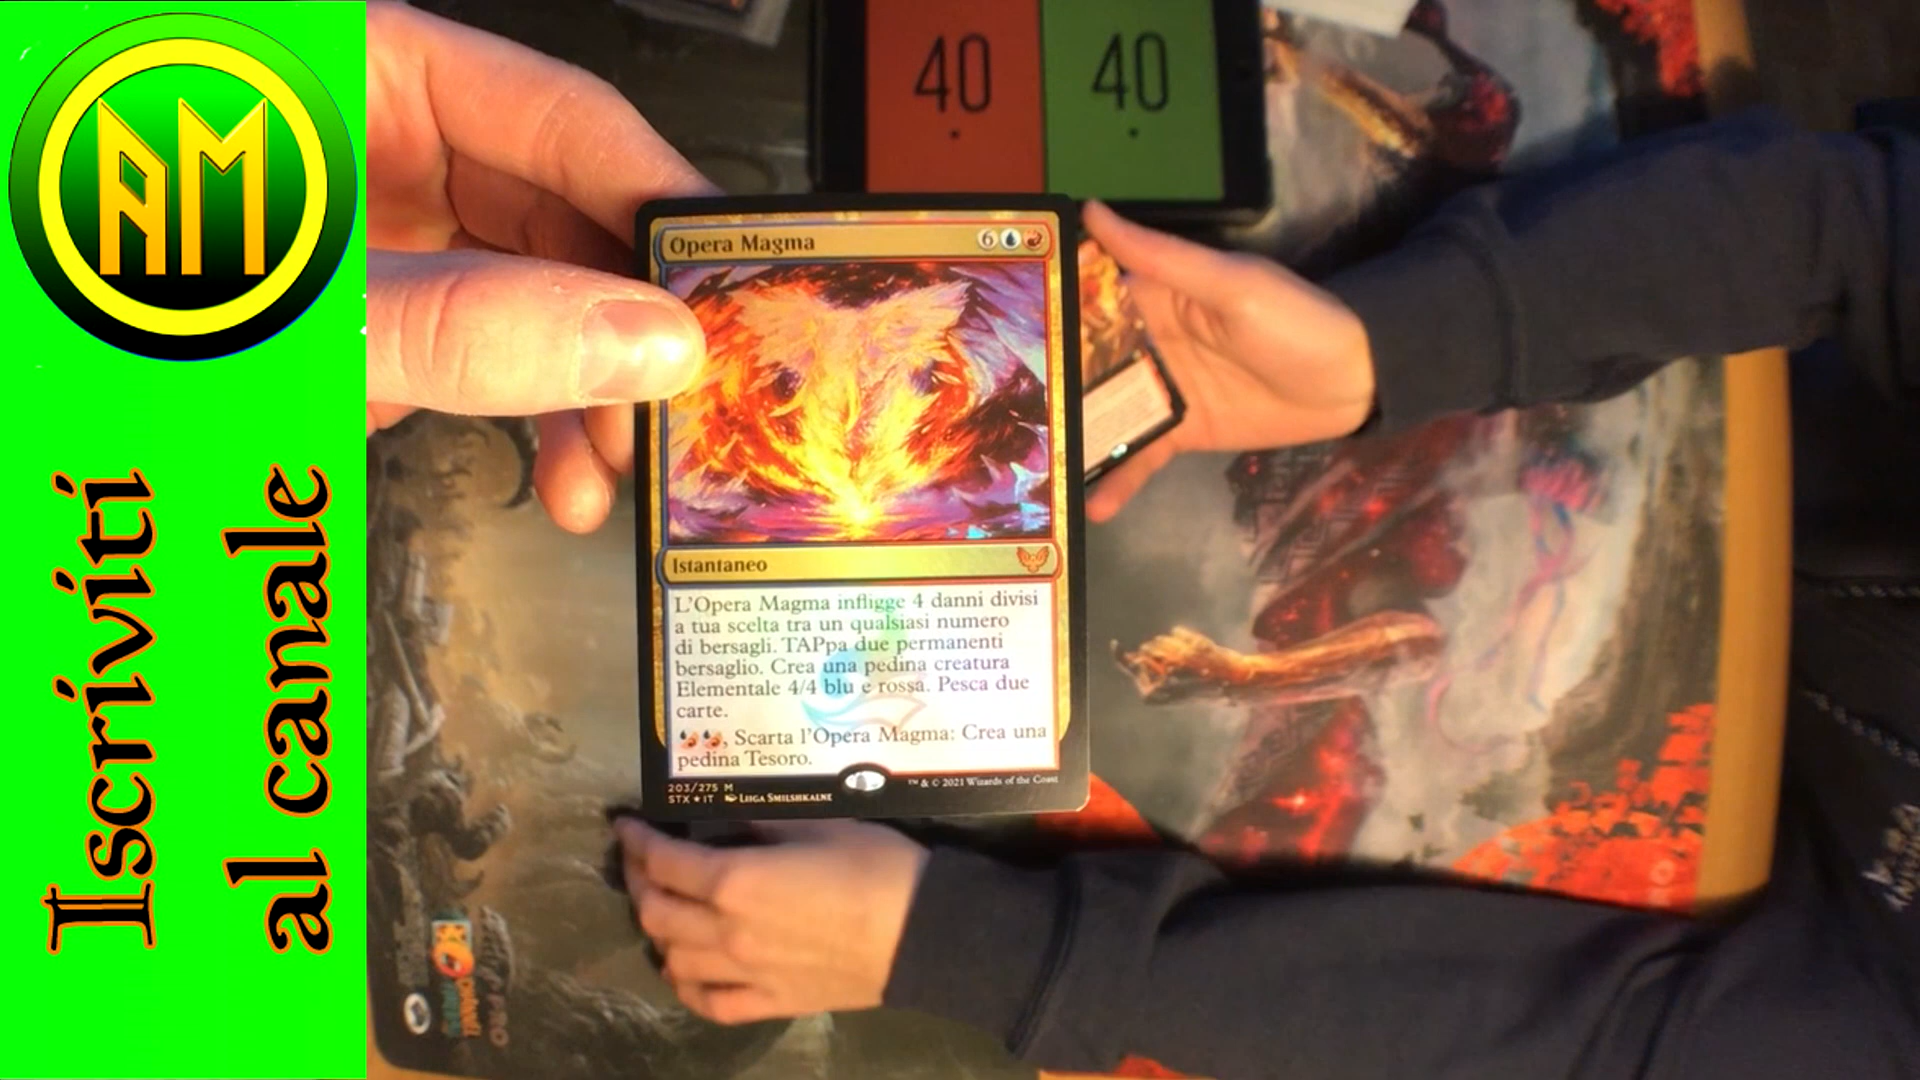 AM
Iscriviti
al canale
40
40
Opera Magma
6
Istantaneo
L'Opera Magma infligge 4 danni divisi
a tua scelta tra un qualsiasi numero
di bersagli. TAPpa due permanenti
bersaglio. Crea una pedina creatura
Elementale 4/4 blu e rossa. Pesca due
carte.
, Scarta l'Opera Magma: Crea una
pedina Tesoro.
203/275 M
STX ★ IT LIIGA SMILSHKALNE
™ & © 2021 Wizards of the Coast